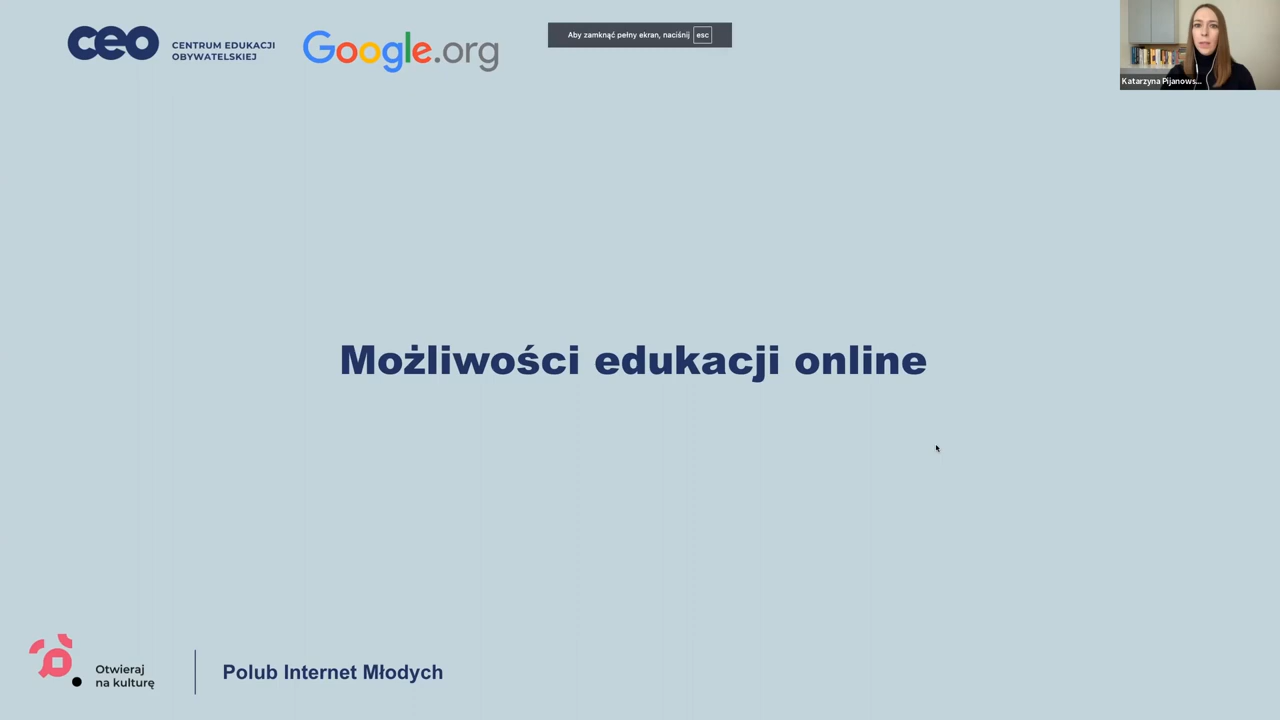 ceo
CENTRUM EDUKACJI
OBYWATELSKIEJ
Google.org
Aby zamknąć pełny ekran, naciśnij esc
Katarzyna Pijanows...
Możliwości edukacji online
Otwieraj
na kulturę
Polub Internet Młodych